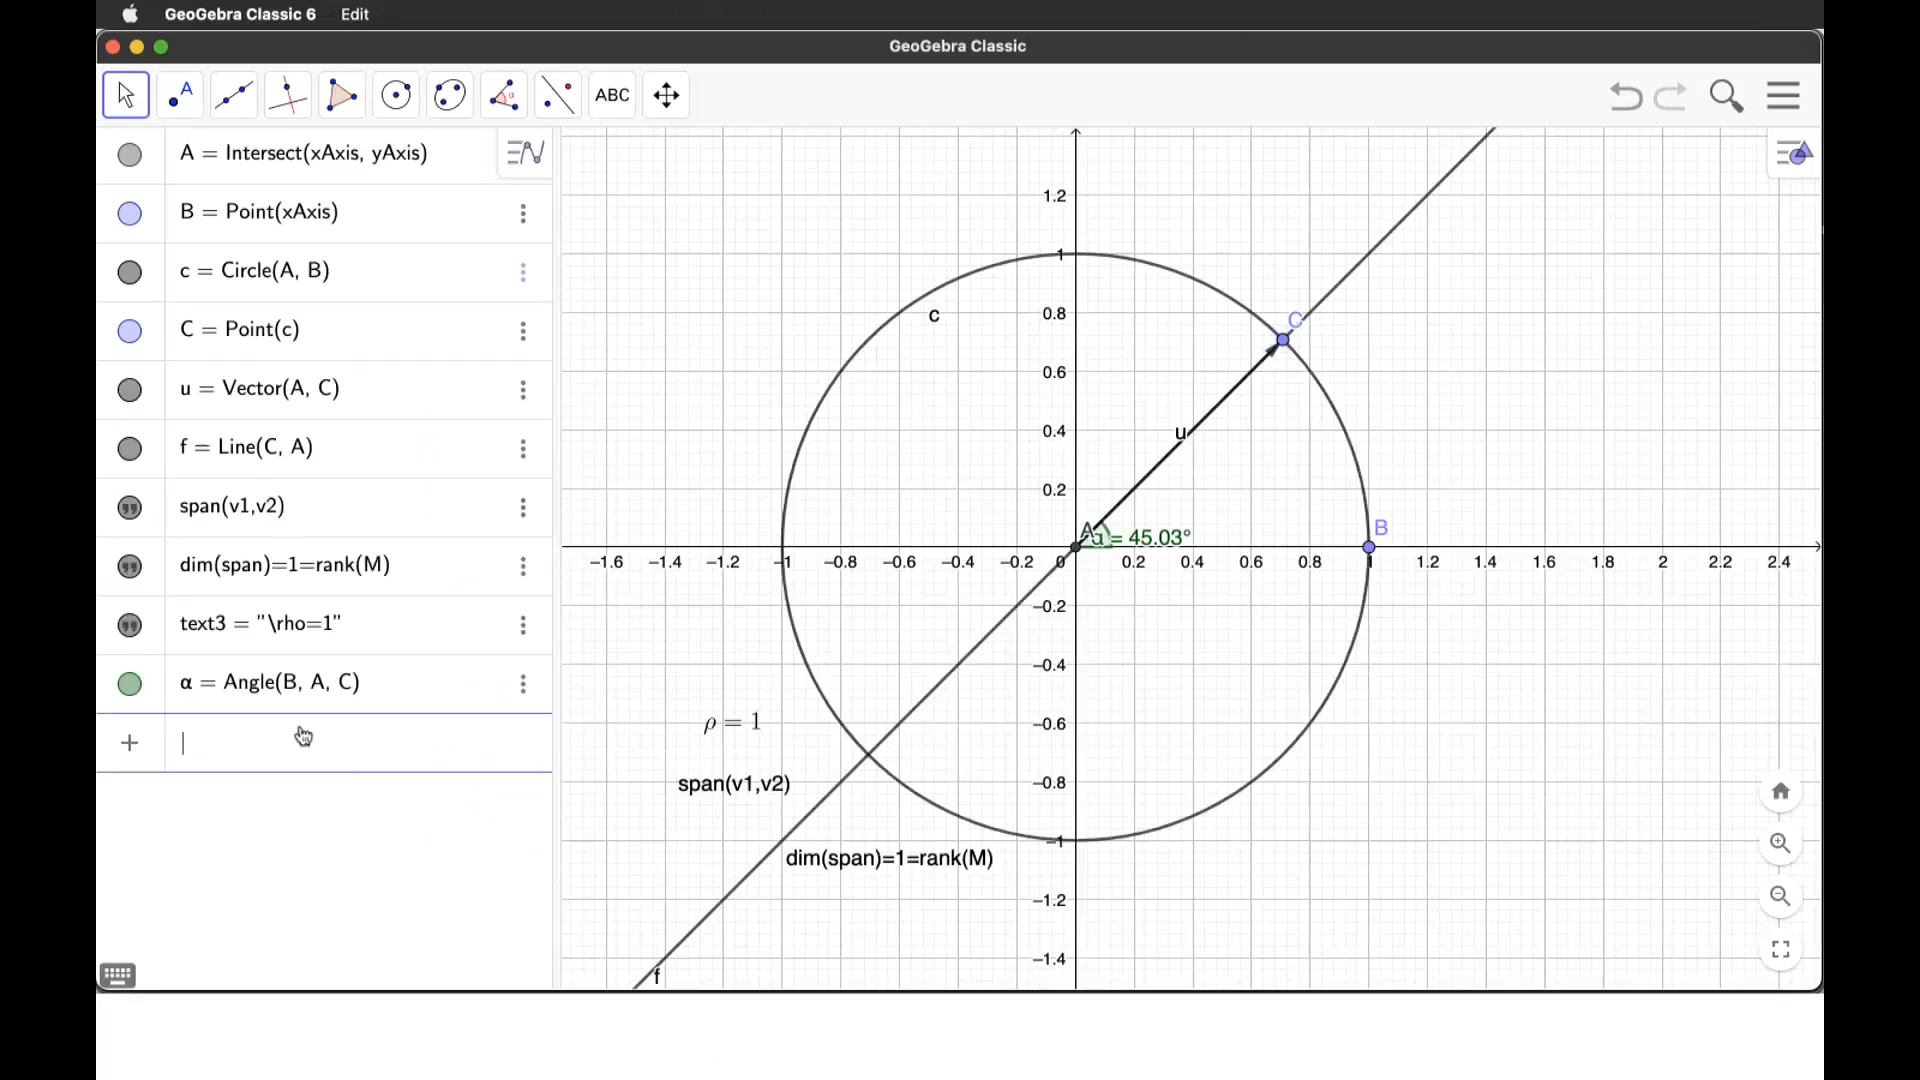 GeoGebra Classic 6 Edit
GeoGebra Classic
A
α
ABC
A = Intersect(xAxis, yAxis)
B = Point(xAxis)
c = Circle(A, B)
C = Point(c)
u = Vector(A, C)
f = Line(C, A)
span(v1,v2)
dim(span)=1=rank(M)
text3 = "\rho=1"
α = Angle(B, A, C)
1.2
1
c
0.8
C
0.6
u
0.4
0.2
A
α = 45.03°
B
−1.6 −1.4 −1.2 −1 −0.8 −0.6 −0.4 −0.2 0 0.2 0.4 0.6 0.8 1 1.2 1.4 1.6 1.8 2 2.2 2.4
−0.2
−0.4
−0.6
ρ = 1
−0.8
span(v1,v2)
−1
dim(span)=1=rank(M)
−1.2
−1.4
f